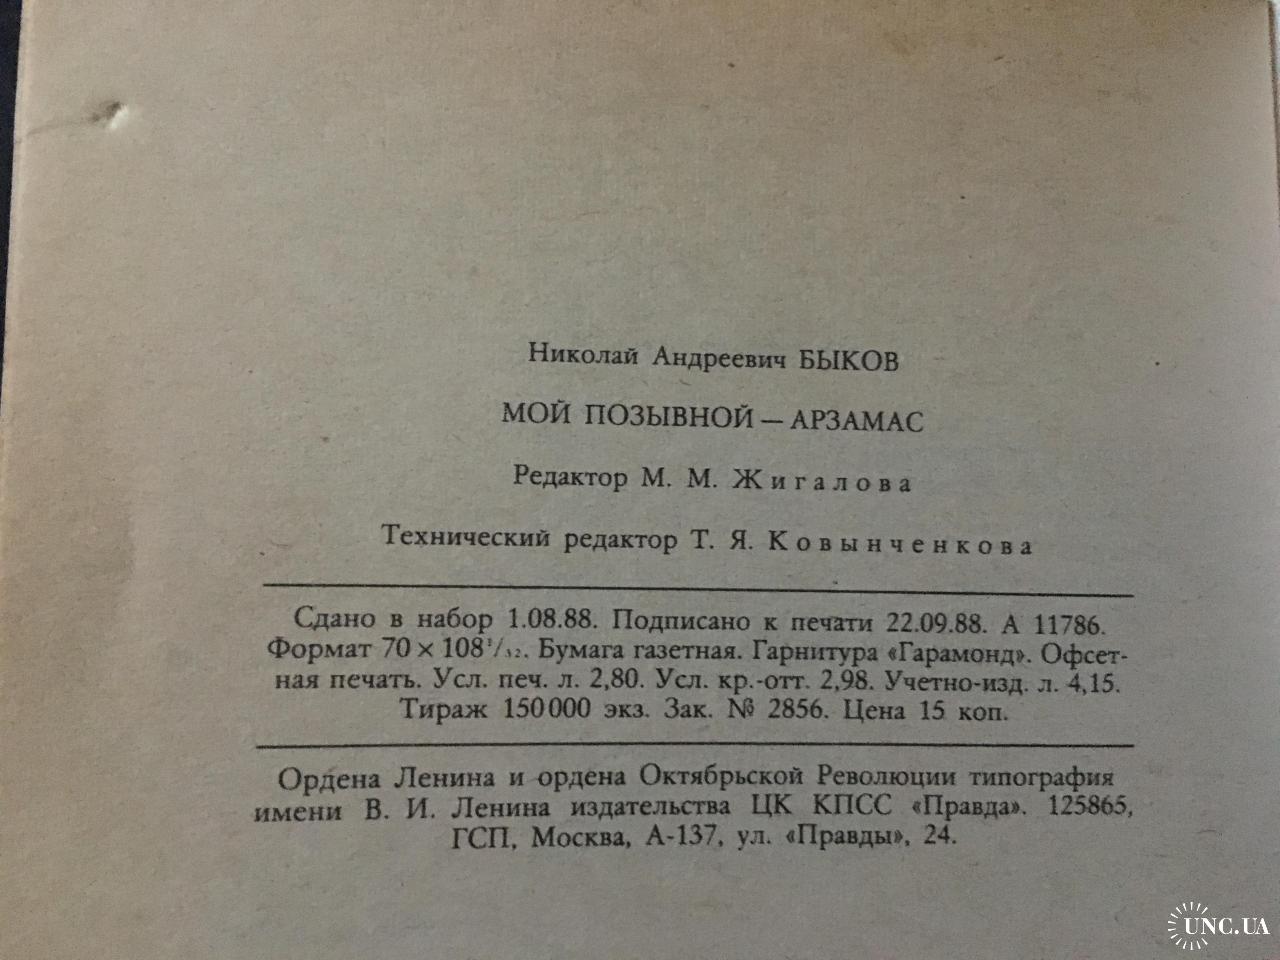 Николай Андреевич БЫКОВ
МОЙ ПОЗЫВНОЙ — АРЗАМАС
Редактор М. М. Жигалова
Технический редактор Т. Я. Ковынченкова
Сдано в набор 1.08.88. Подписано к печати 22.09.88. А 11786.
Формат 70 × 108¹/₃₂. Бумага газетная. Гарнитура «Гарамонд». Офсет-
ная печать. Усл. печ. л. 2,80. Усл. кр.-отт. 2,98. Учетно-изд. л. 4,15.
Тираж 150 000 экз. Зак. № 2856. Цена 15 коп.
Ордена Ленина и ордена Октябрьской Революции типография
имени В. И. Ленина издательства ЦК КПСС «Правда». 125865,
ГСП, Москва, А-137, ул. «Правды», 24.
UNC.UA